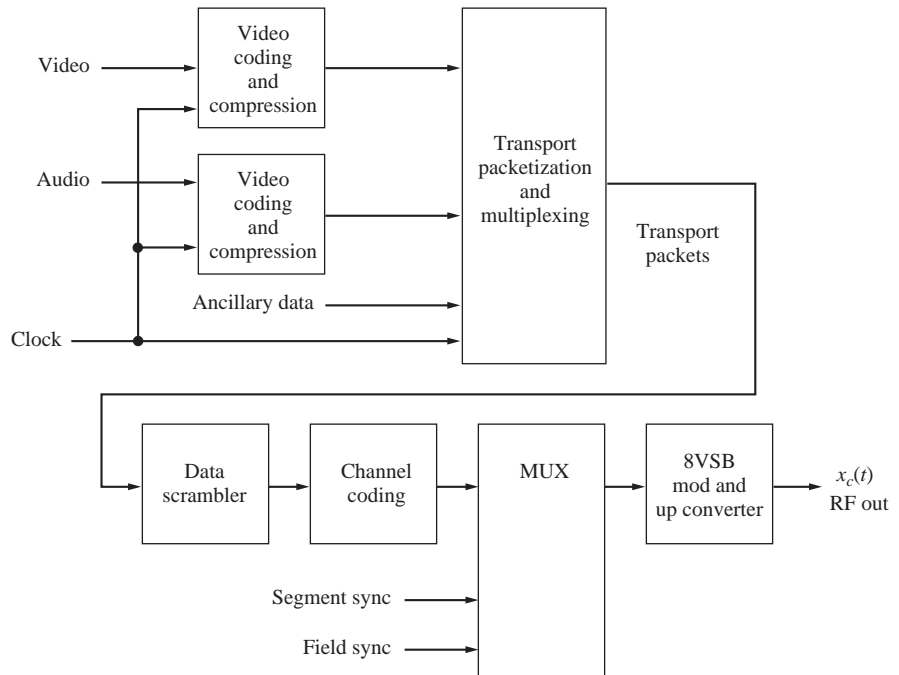 Video
Video
coding
and
compression
Audio
Video
coding
and
compression
Transport
packetization
and
multiplexing
Transport
packets
Ancillary data
Clock
Data
scrambler
Channel
coding
MUX
8VSB
mod and
up converter
x_c(t)
RF out
Segment sync
Field sync